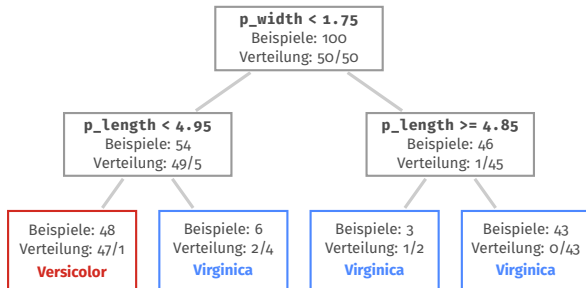 p_width < 1.75
Beispiele: 100
Verteilung: 50/50
p_length < 4.95
Beispiele: 54
Verteilung: 49/5
p_length >= 4.85
Beispiele: 46
Verteilung: 1/45
Beispiele: 48
Verteilung: 47/1
Versicolor
Beispiele: 6
Verteilung: 2/4
Virginica
Beispiele: 3
Verteilung: 1/2
Virginica
Beispiele: 43
Verteilung: 0/43
Virginica